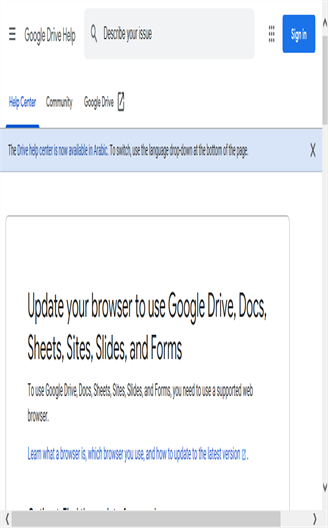 Google Drive Help
Describe your issue
Sign in
Help Center
Community
Google Drive
The Drive help center is now available in Arabic. To switch, use the language drop-down at the bottom of the page.
Update your browser to use Google Drive, Docs,
Sheets, Sites, Slides, and Forms
To use Google Drive, Docs, Sheets, Sites, Slides, and Forms, you need to use a supported web
browser.
Learn what a browser is, which browser you use, and how to update to the latest version .